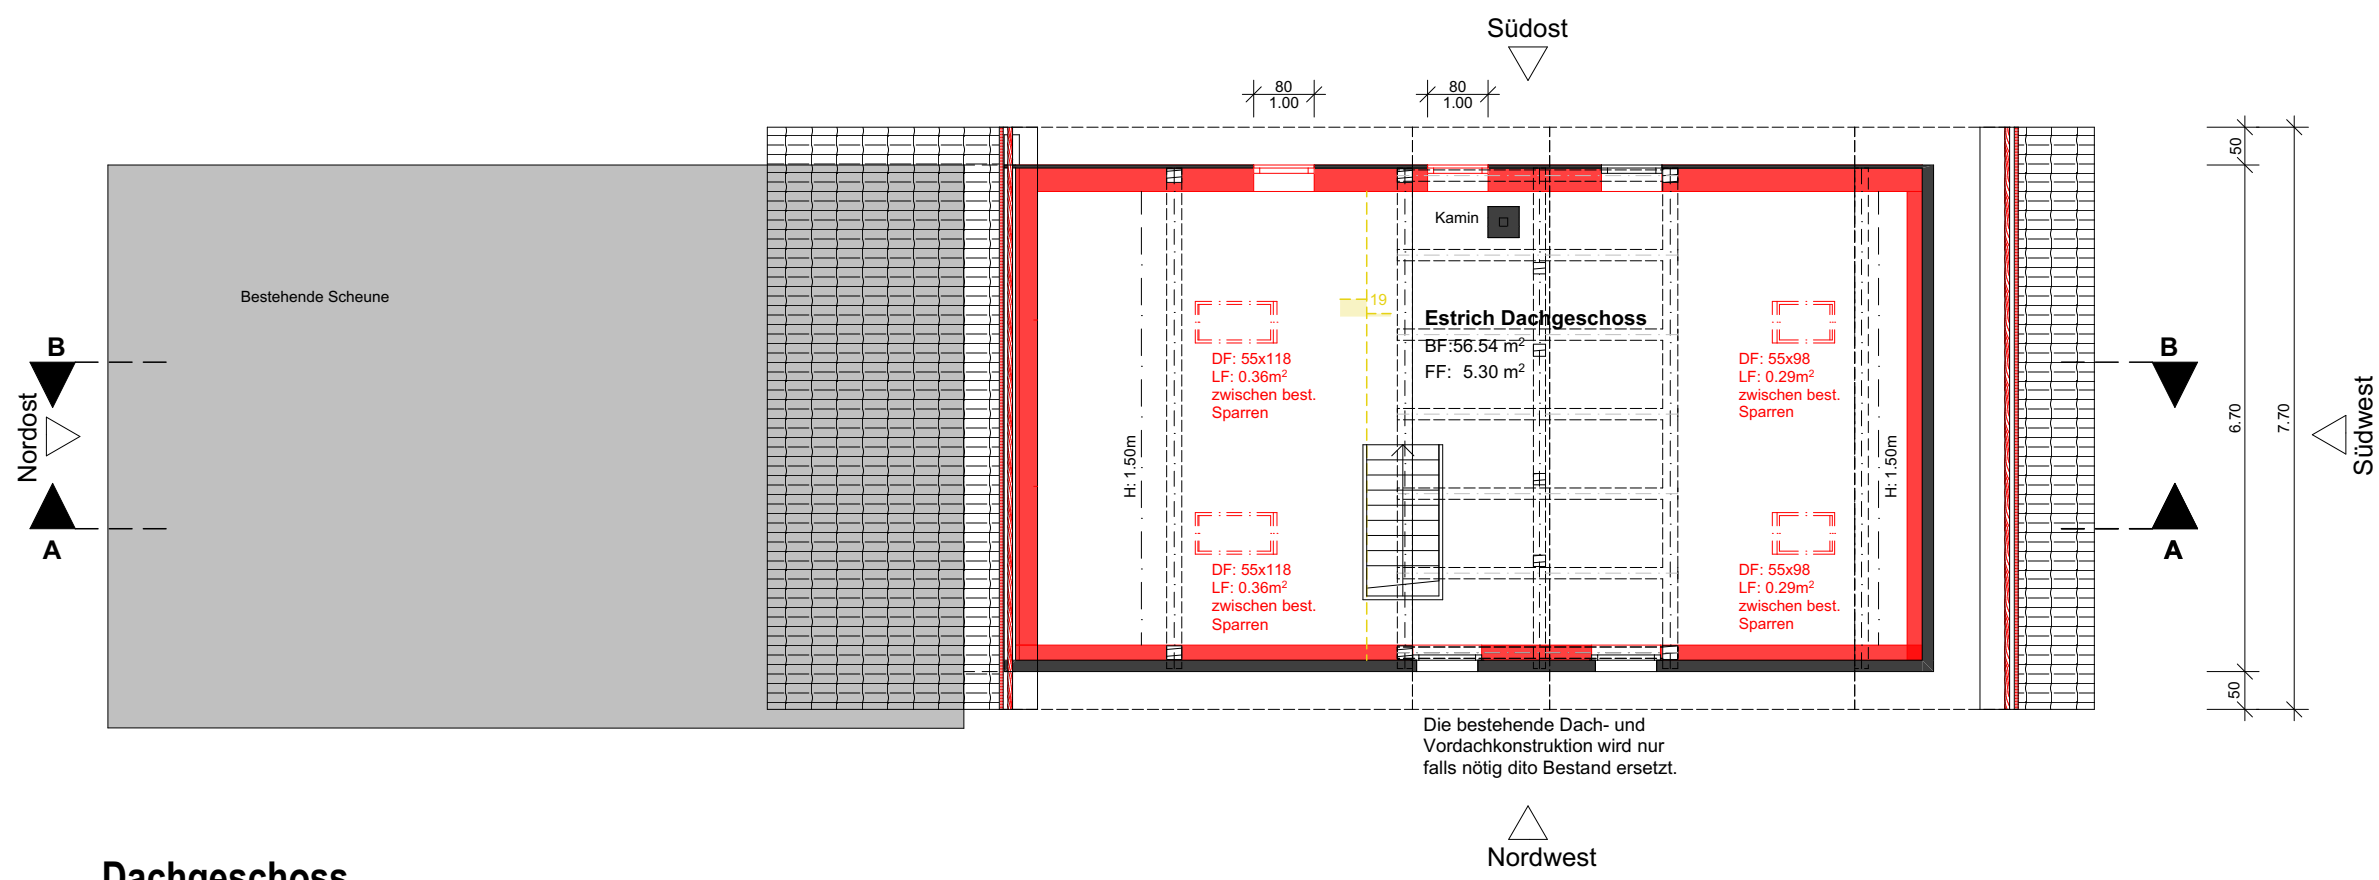 Südost
80
1.00
80
1.00
50
Kamin
Bestehende Scheune
19
Estrich Dachgeschoss
BF:56.54 m²
FF: 5.30 m²
DF: 55x118
LF: 0.36m²
zwischen best.
Sparren
DF: 55x98
LF: 0.29m²
zwischen best.
Sparren
B
B
Nordost
H: 1.50m
H: 1.50m
6.70
7.70
Südwest
A
A
DF: 55x118
LF: 0.36m²
zwischen best.
Sparren
DF: 55x98
LF: 0.29m²
zwischen best.
Sparren
50
Die bestehende Dach- und
Vordachkonstruktion wird nur
falls nötig dito Bestand ersetzt.
Nordwest
Dachgeschoss